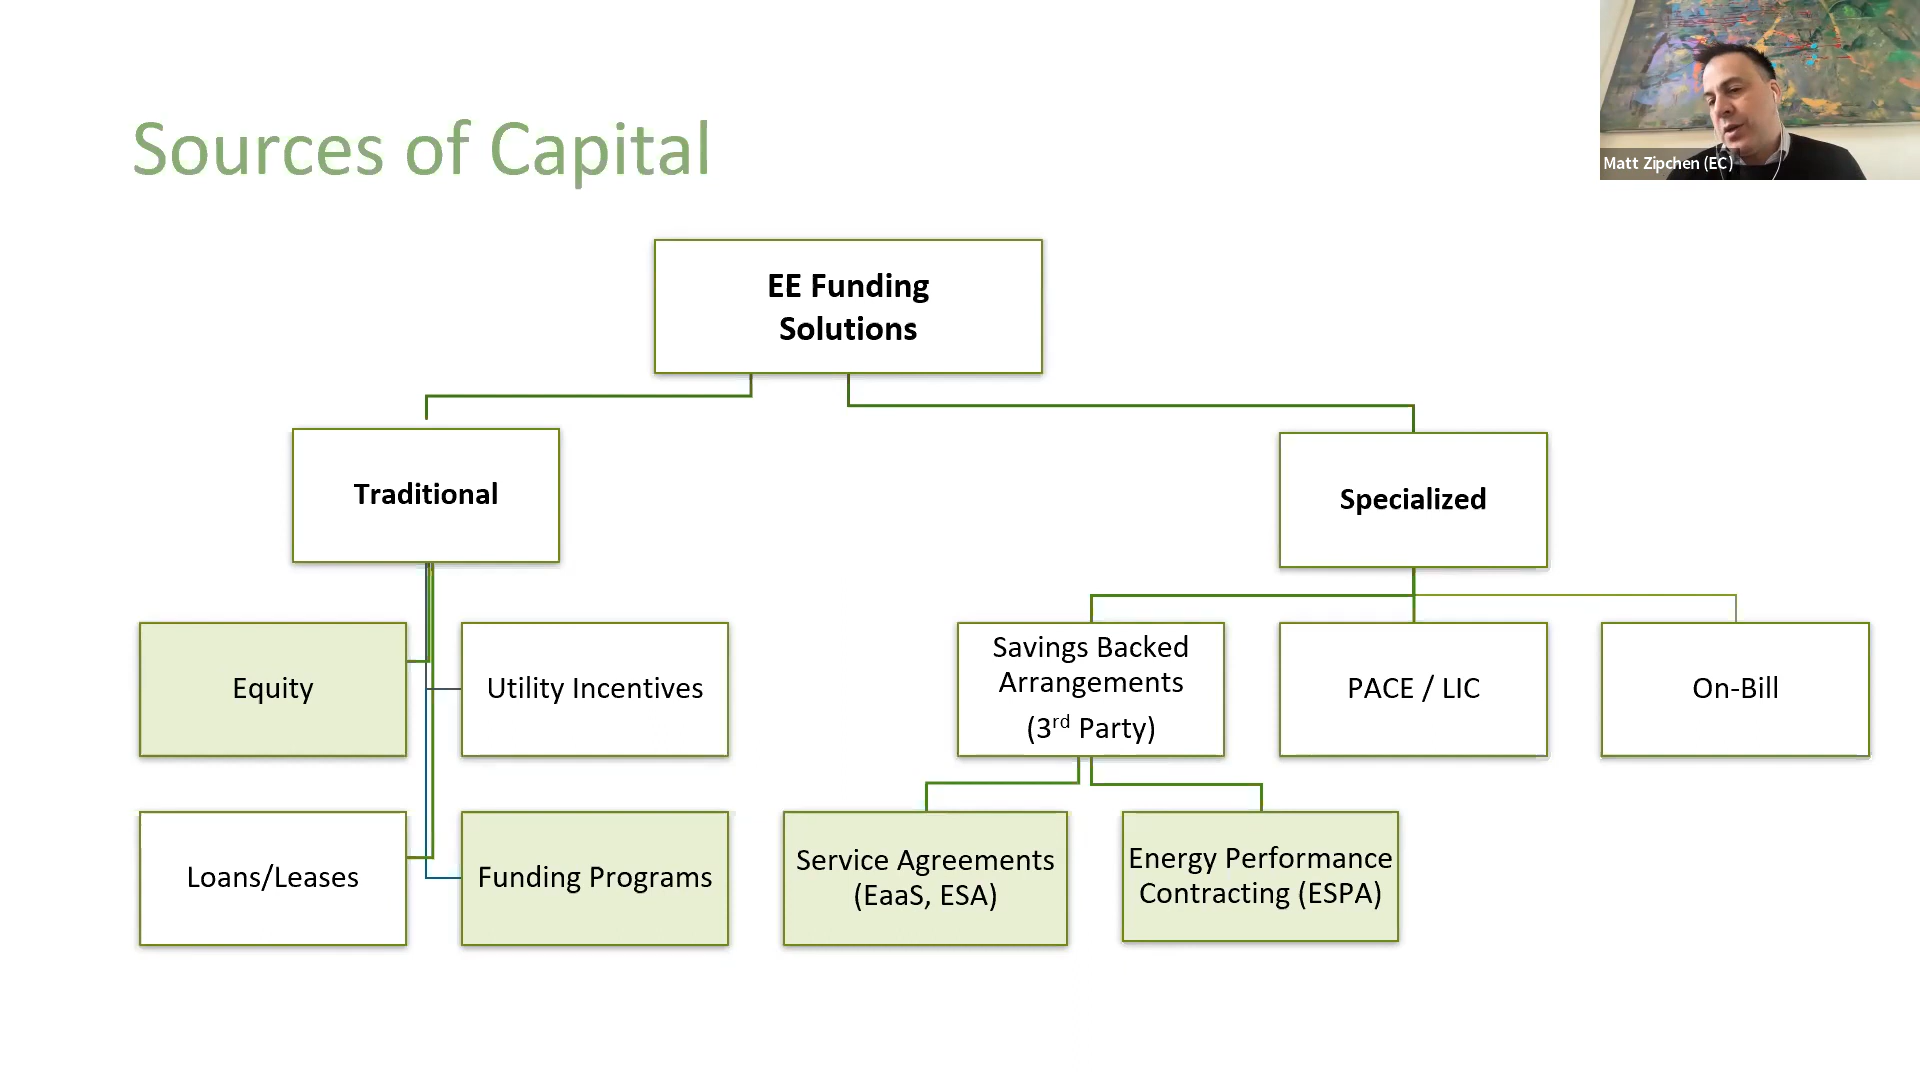 Sources of Capital
Matt Zipchen (EC)
EE Funding
Solutions
Traditional
Specialized
Equity
Utility Incentives
Savings Backed
Arrangements
(3rd Party)
PACE / LIC
On-Bill
Loans/Leases
Funding Programs
Service Agreements
(EaaS, ESA)
Energy Performance
Contracting (ESPA)